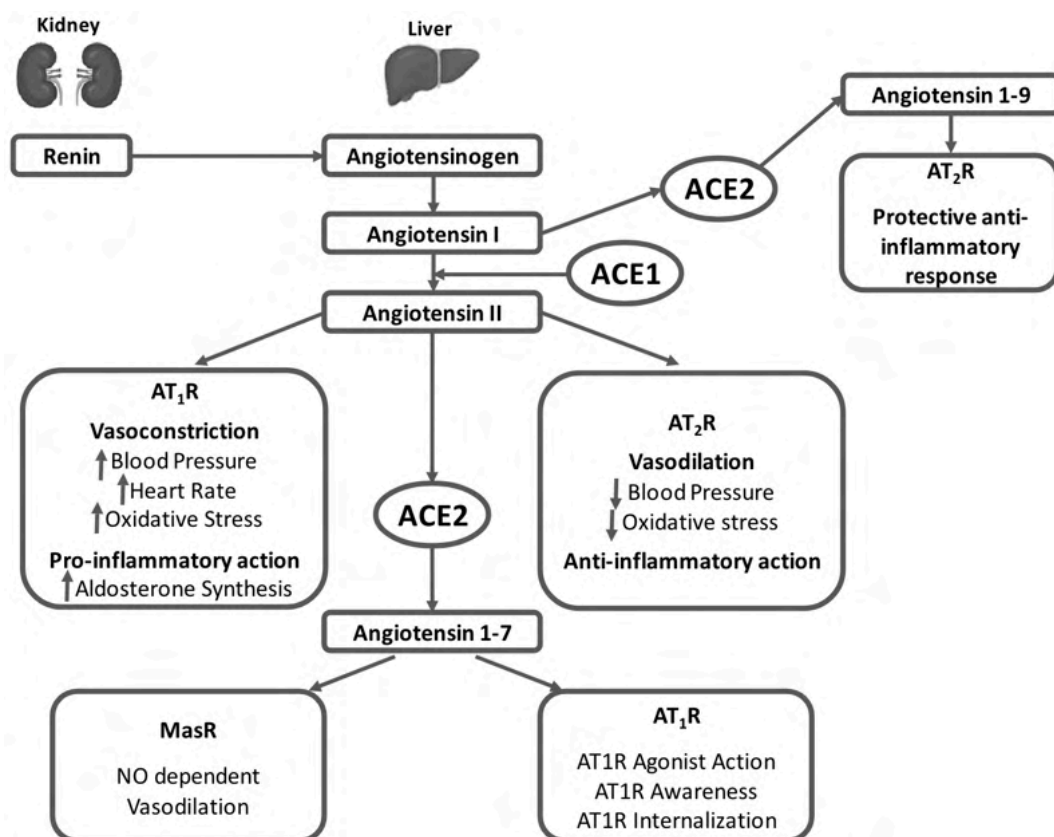 Kidney
Liver
Renin
Angiotensinogen
ACE2
Angiotensin 1-9
AT₂R
Protective anti-
inflammatory
response
Angiotensin I
ACE1
Angiotensin II
AT₁R
Vasoconstriction
↑Blood Pressure
↑Heart Rate
↑Oxidative Stress
Pro-inflammatory action
↑Aldosterone Synthesis
ACE2
AT₂R
Vasodilation
↓Blood Pressure
↓Oxidative stress
Anti-inflammatory action
Angiotensin 1-7
MasR
NO dependent
Vasodilation
AT₁R
AT1R Agonist Action
AT1R Awareness
AT1R Internalization